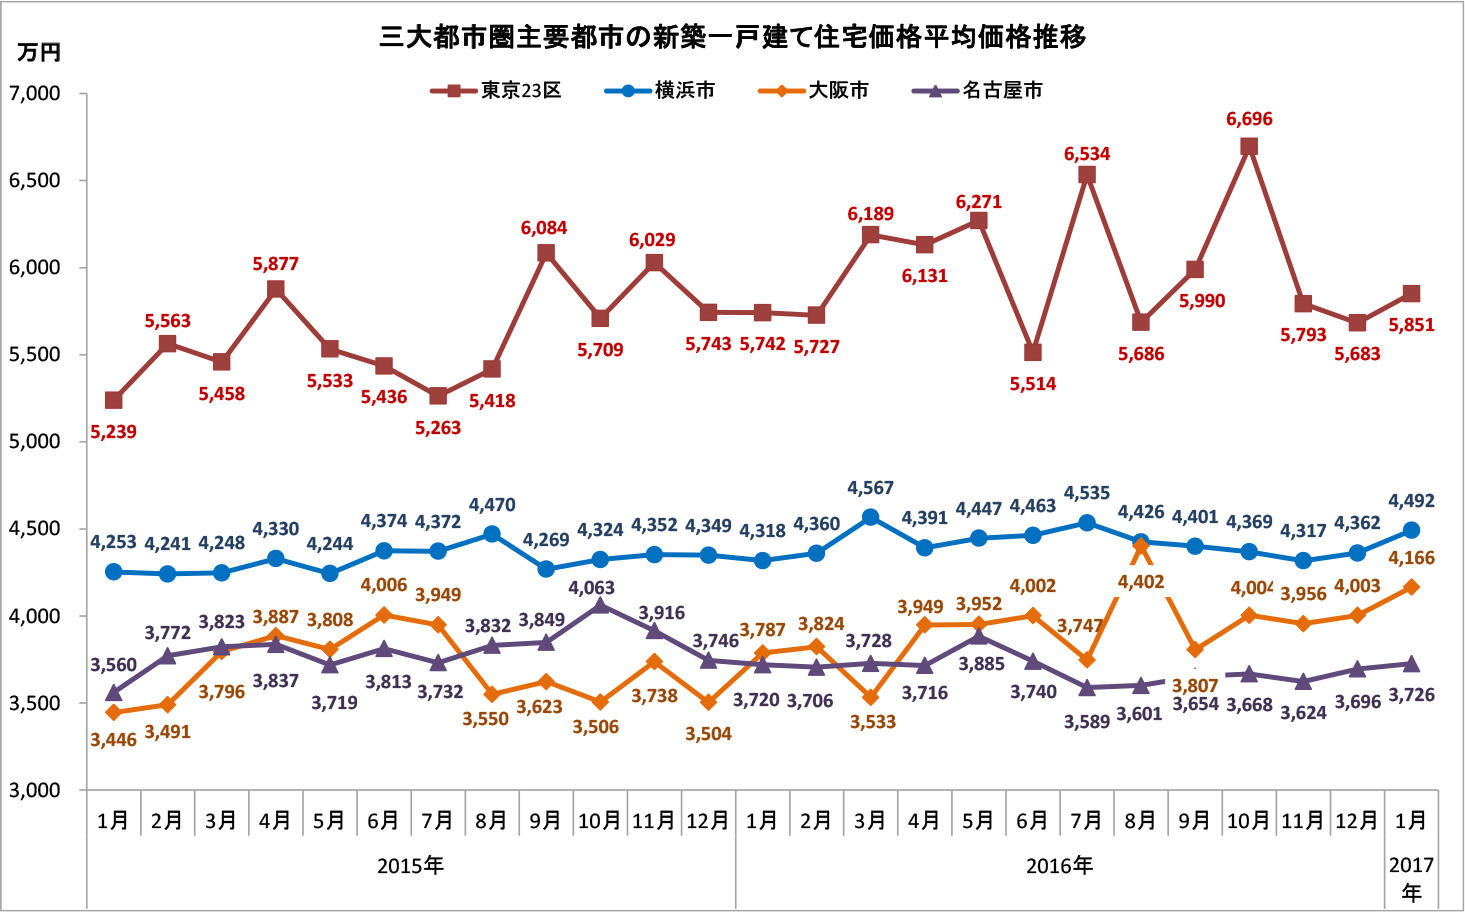 三大都市圏主要都市の新築一戸建て住宅価格平均価格推移
万円
東京23区 横浜市 大阪市 名古屋市
7,000
6,500
6,000
5,500
5,000
4,500
4,000
3,500
3,000
5,239 5,563 5,458 5,877 5,533 5,436 5,263 5,418 6,084 5,709 6,029 5,743 5,742 5,727 6,189 6,131 6,271 5,514 6,534 5,686 5,990 6,696 5,793 5,683 5,851
4,253 4,241 4,248 4,330 4,244 4,374 4,372 4,470 4,269 4,324 4,352 4,349 4,318 4,360 4,567 4,391 4,447 4,463 4,535 4,426 4,401 4,369 4,317 4,362 4,492
3,446 3,491 3,796 3,887 3,808 4,006 3,949 3,550 3,623 3,506 3,738 3,504 3,787 3,824 3,533 3,949 3,952 4,002 3,747 4,402 3,807 4,004 3,956 4,003 4,166
3,560 3,772 3,823 3,837 3,719 3,813 3,732 3,832 3,849 4,063 3,916 3,746 3,720 3,706 3,728 3,716 3,885 3,740 3,589 3,601 3,654 3,668 3,624 3,696 3,726
1月 2月 3月 4月 5月 6月 7月 8月 9月 10月 11月 12月 1月 2月 3月 4月 5月 6月 7月 8月 9月 10月 11月 12月 1月
2015年 2016年 2017
年